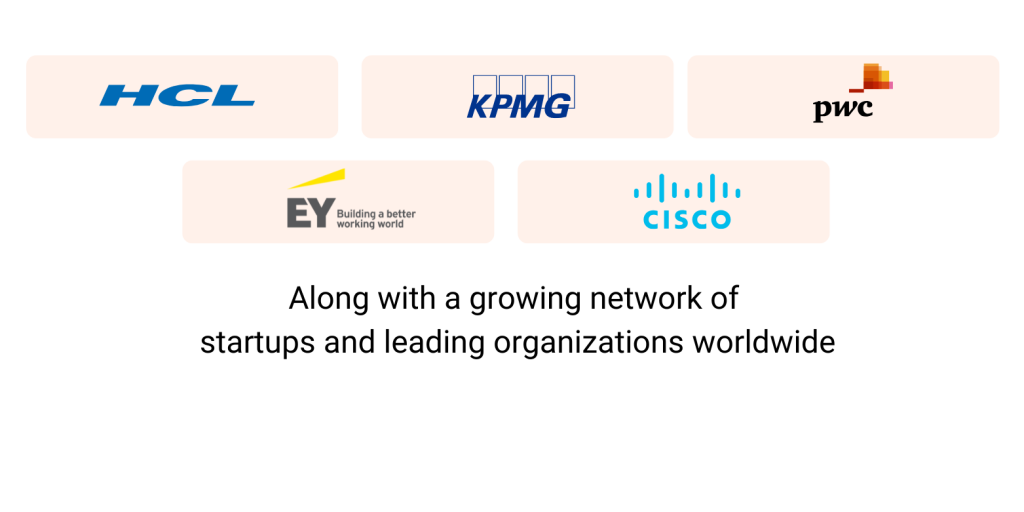 HCL
KPMG
pwc
EY
Building a better
working world
CISCO
Along with a growing network of
startups and leading organizations worldwide